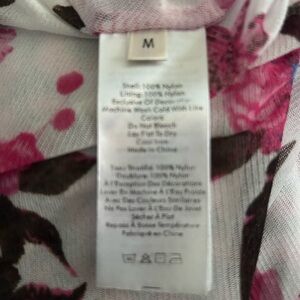 M
Shell: 100% Nylon
Lining: 100% Nylon
Exclusive Of Decoration
Machine Wash Cold With Like
Colors
Do Not Bleach
Lay Flat To Dry
Cool Iron
Made in China
Tissu 100% Nylon
Doublure: 100% Nylon
À l'Exception Des Décorations
Laver En Machine À l'Eau Froide
Avec Des Couleurs Similaires
Ne Pas Laver À l'Eau De Javel
Sécher À Plat
Repassé À Basse Température
Fabriqué en Chine